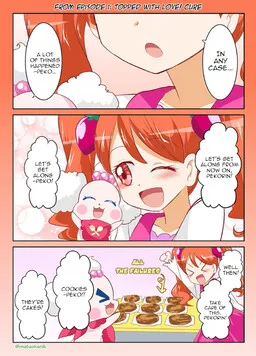 FROM EPISODE 1: TOPPED WITH LOVE! CURE
IN
ANY
CASE...
A LOT
OF THINGS
HAPPENED
-PEKO...
LET'S GET
ALONG FROM
NOW ON,
PEKORIN!
LET'S
GET
ALONG
-PEKO!
WELL
THEN!
TAKE
CARE OF
THIS,
PEKORIN!
ALL
THE FAILURES
COOKIES
-PEKO!!
THEY'RE
CAKES!